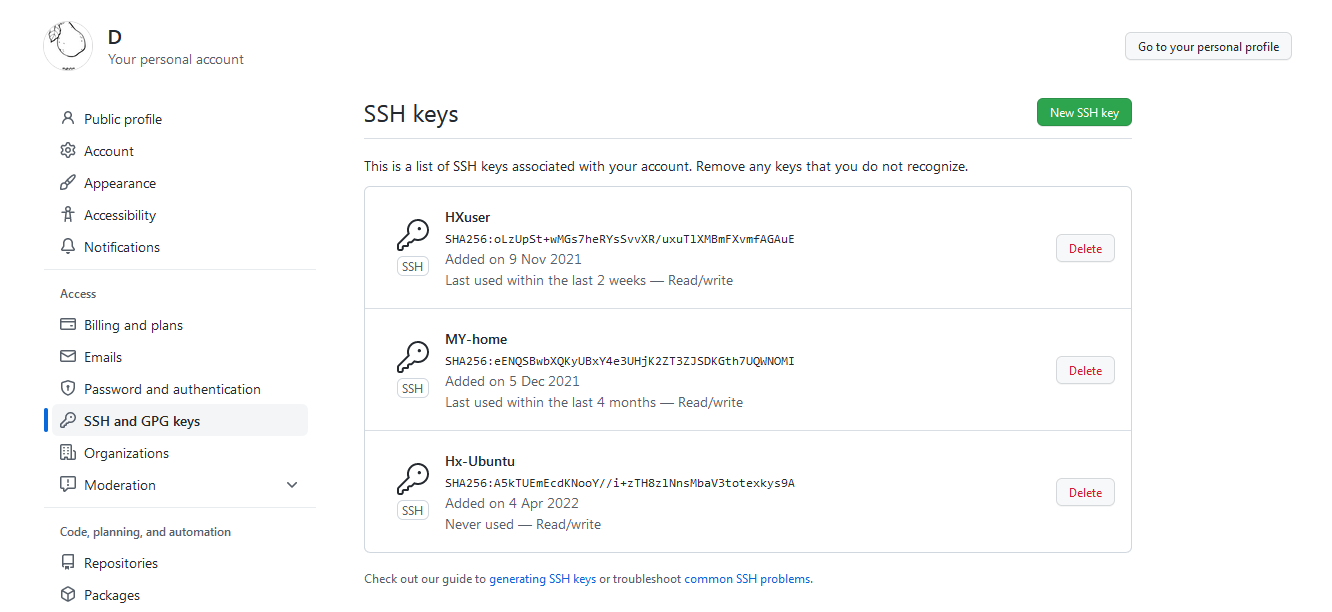 D
Your personal account
Go to your personal profile
Public profile
Account
Appearance
Accessibility
Notifications
Access
Billing and plans
Emails
Password and authentication
SSH and GPG keys
Organizations
Moderation
Code, planning, and automation
Repositories
Packages
SSH keys
New SSH key
This is a list of SSH keys associated with your account. Remove any keys that you do not recognize.
HXuser
SHA256:oLzUpSt+wMGs7heRYsSvvXR/uxuTlXMBmFXvmfAGAuE
Added on 9 Nov 2021
Last used within the last 2 weeks — Read/write
SSH
Delete
MY-home
SHA256:eENQSBwbXQKyUBxY4e3UHjK2ZT3ZJSDKGth7UQWNOMI
Added on 5 Dec 2021
Last used within the last 4 months — Read/write
SSH
Delete
Hx-Ubuntu
SHA256:A5kTUEmEcdKNooY//i+zTH8zlNnsMbaV3totexkys9A
Added on 4 Apr 2022
Never used — Read/write
SSH
Delete
Check out our guide to generating SSH keys or troubleshoot common SSH problems.